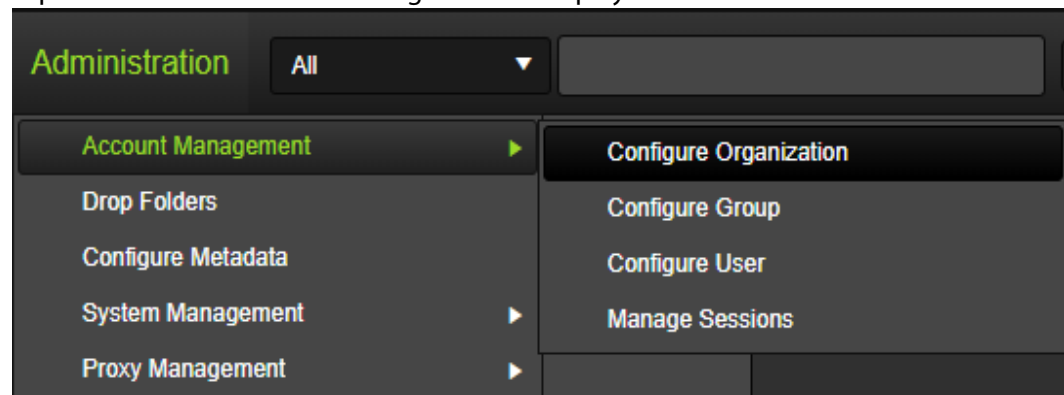 Administration
All
Account Management
Drop Folders
Configure Metadata
System Management
Proxy Management
Configure Organization
Configure Group
Configure User
Manage Sessions